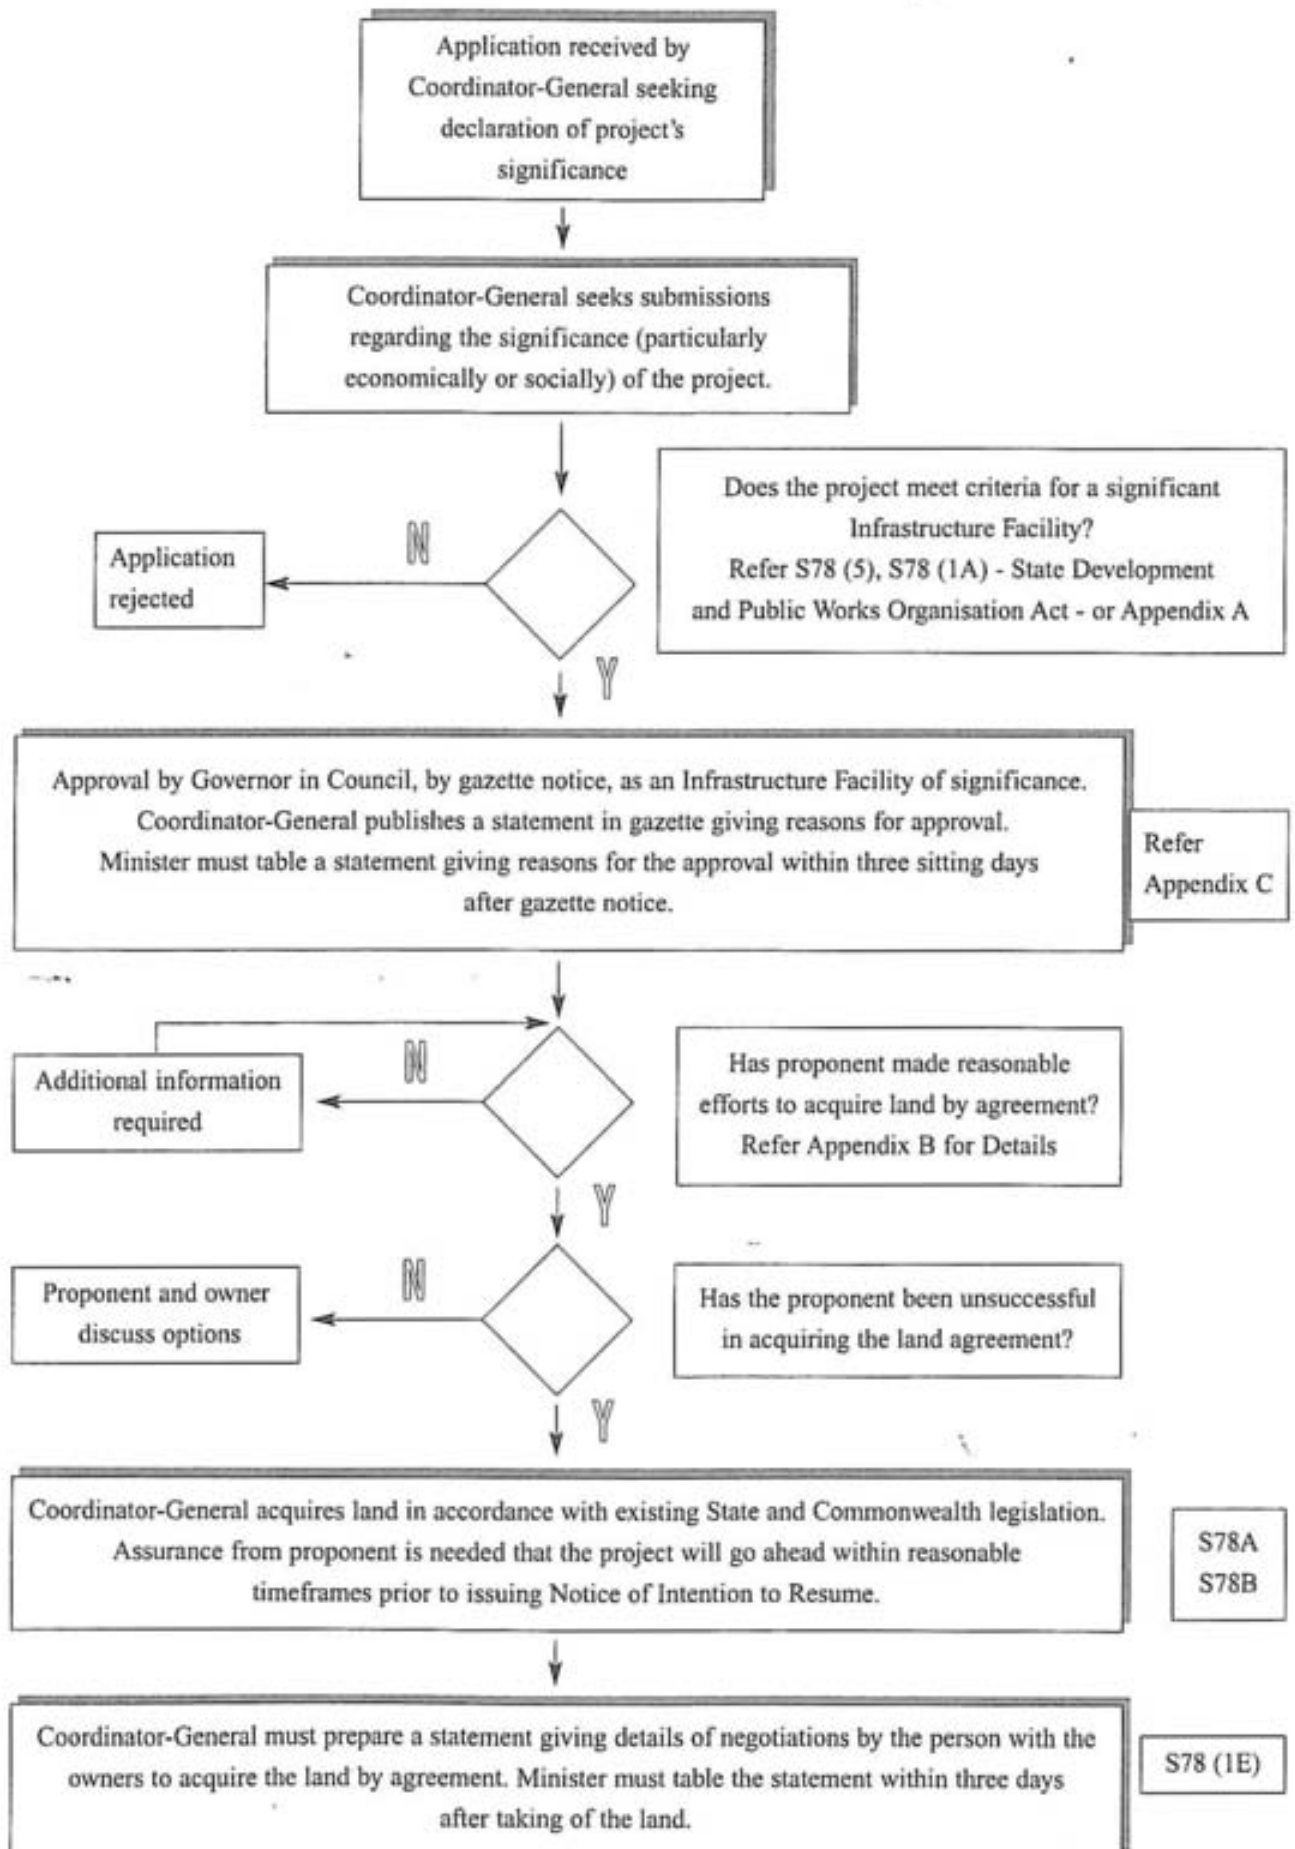 Application received by
Coordinator-General seeking
declaration of project's
significance
Coordinator-General seeks submissions
regarding the significance (particularly
economically or socially) of the project.
Does the project meet criteria for a significant
Infrastructure Facility?
Refer S78 (5), S78 (1A) - State Development
and Public Works Organisation Act - or Appendix A
N
Application
rejected
Y
Approval by Governor in Council, by gazette notice, as an Infrastructure Facility of significance.
Coordinator-General publishes a statement in gazette giving reasons for approval.
Minister must table a statement giving reasons for the approval within three sitting days
after gazette notice.
Refer
Appendix C
N
Additional information
required
Has proponent made reasonable
efforts to acquire land by agreement?
Refer Appendix B for Details
Y
N
Proponent and owner
discuss options
Has the proponent been unsuccessful
in acquiring the land agreement?
Y
Coordinator-General acquires land in accordance with existing State and Commonwealth legislation.
Assurance from proponent is needed that the project will go ahead within reasonable
timeframes prior to issuing Notice of Intention to Resume.
S78A
S78B
Coordinator-General must prepare a statement giving details of negotiations by the person with the
owners to acquire the land by agreement. Minister must table the statement within three days
after taking of the land.
S78 (1E)